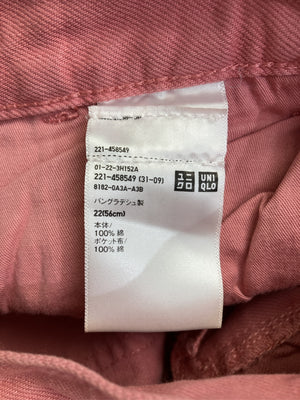 221-458549
01-22-3H152A
221-458549 (31-09)
8182-0A3A-A3B
ユニ
クロ
UNI
QLO
バングラデシュ製
22(56cm)
本体/
100% 綿
ポケット布/
100% 綿